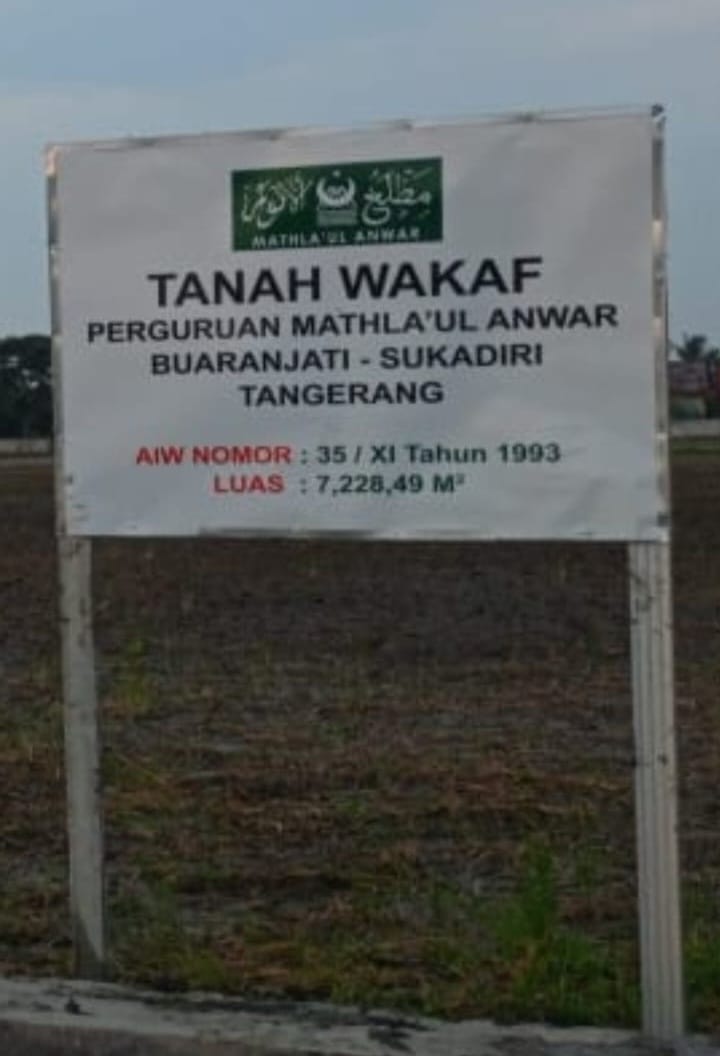 مطلع الأنوار
MATHLA'UL ANWAR
TANAH WAKAF
PERGURUAN MATHLA'UL ANWAR
BUARANJATI - SUKADIRI
TANGERANG
AIW NOMOR : 35 / XI Tahun 1993
LUAS : 7,228,49 M²